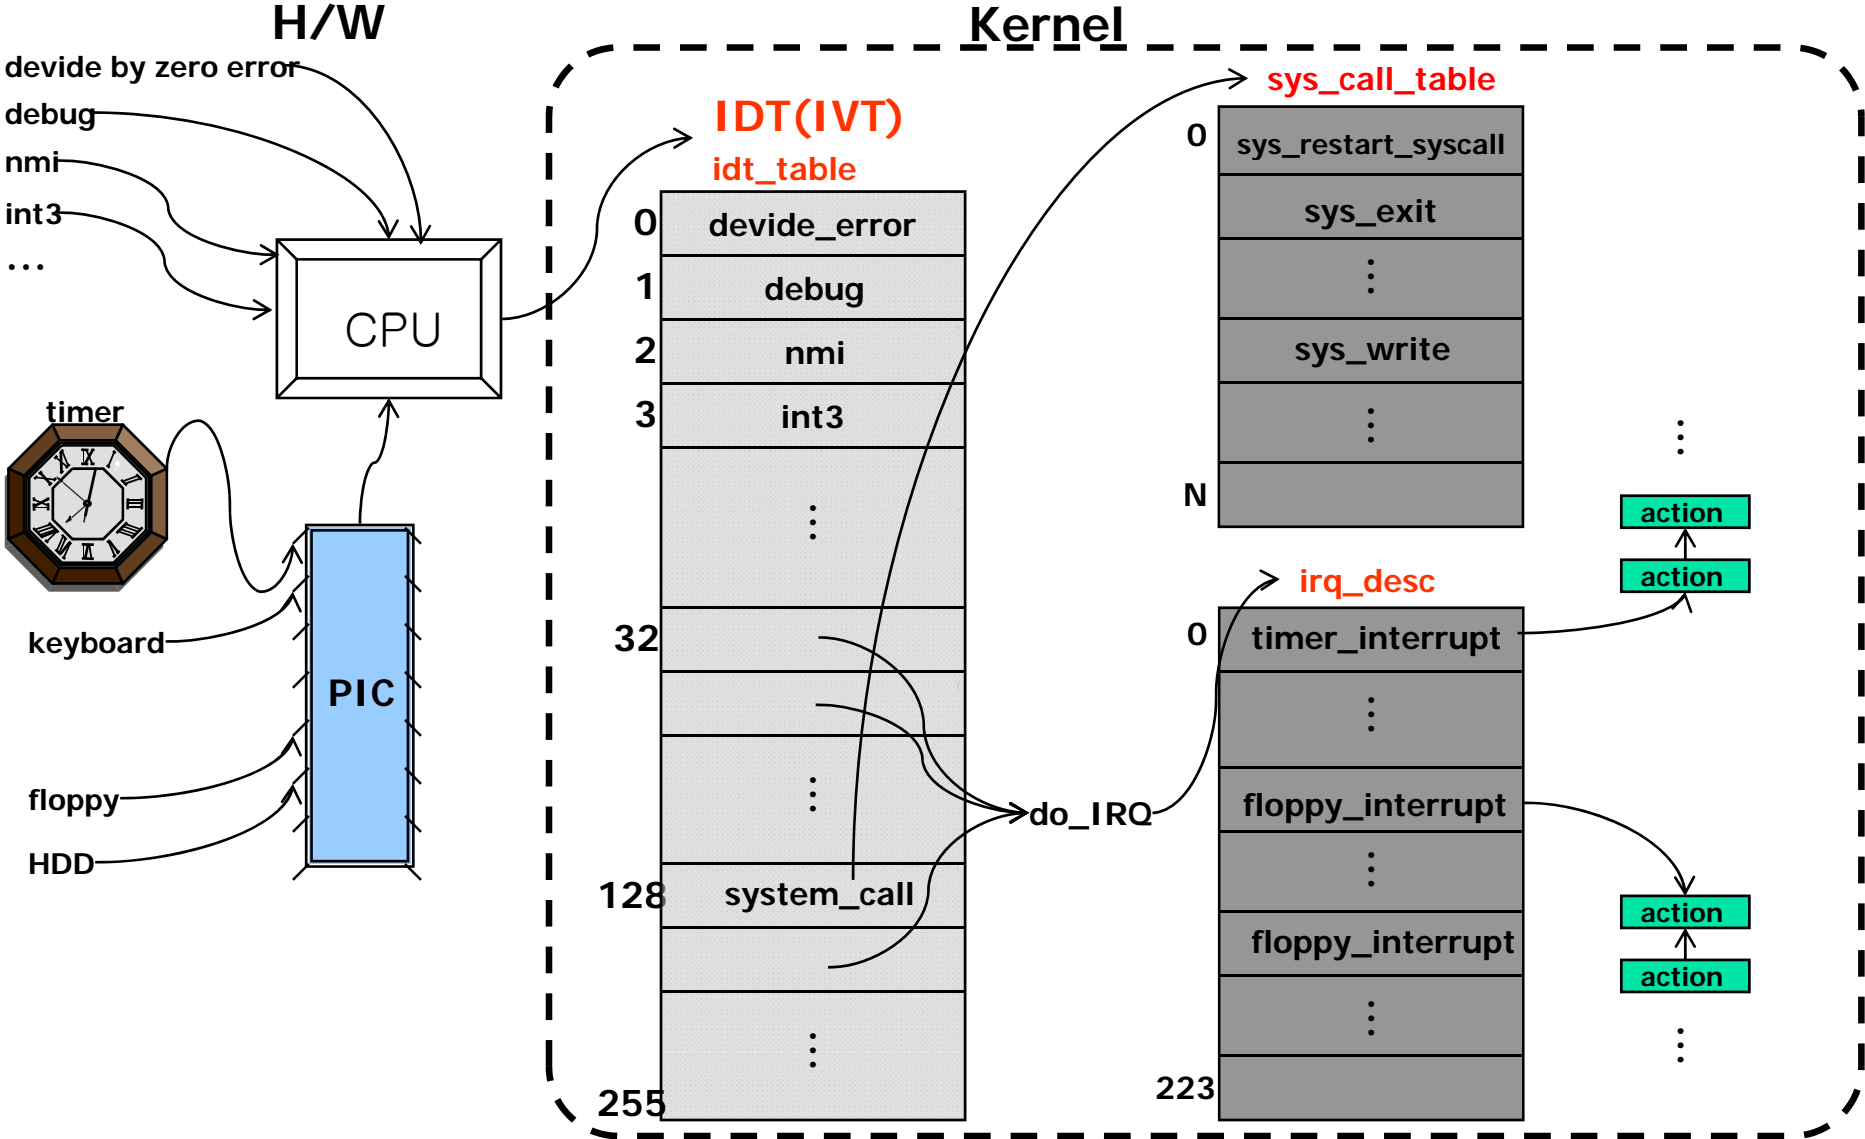 H/W
devide by zero error
debug
nmi
int3
...
CPU
timer
keyboard
PIC
floppy
HDD
Kernel
IDT(IVT)
idt_table
0 devide_error
1 debug
2 nmi
3 int3
32
128 system_call
255
do_IRQ
sys_call_table
0 sys_restart_syscall
sys_exit
sys_write
N
irq_desc
0 timer_interrupt
floppy_interrupt
floppy_interrupt
223
action
action
action
action